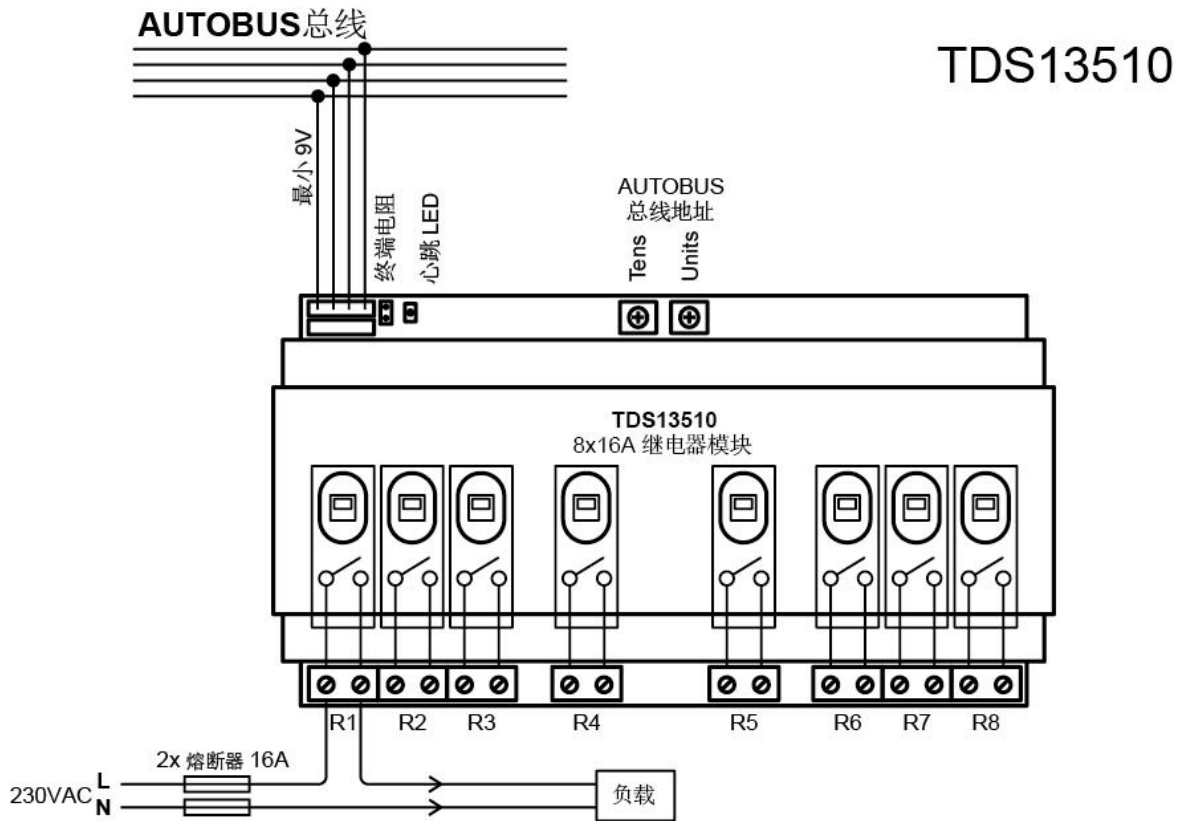 AUTOBUS总线
TDS13510
最小 9V
终端电阻
心跳 LED
AUTOBUS
总线地址
Tens
Units
TDS13510
8x16A 继电器模块
R1
R2
R3
R4
R5
R6
R7
R8
2x 熔断器 16A
230VAC
L
N
负载